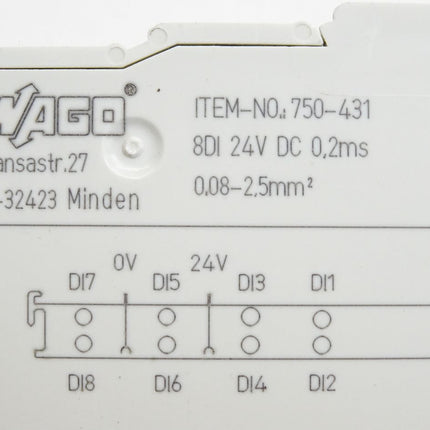 WAGO®
ansastr.27
-32423 Minden
ITEM-NO.: 750-431
8DI 24V DC 0,2ms
0.08-2,5mm²
0V 24V
DI7 DI5 DI3 DI1
DI8 DI6 DI4 DI2